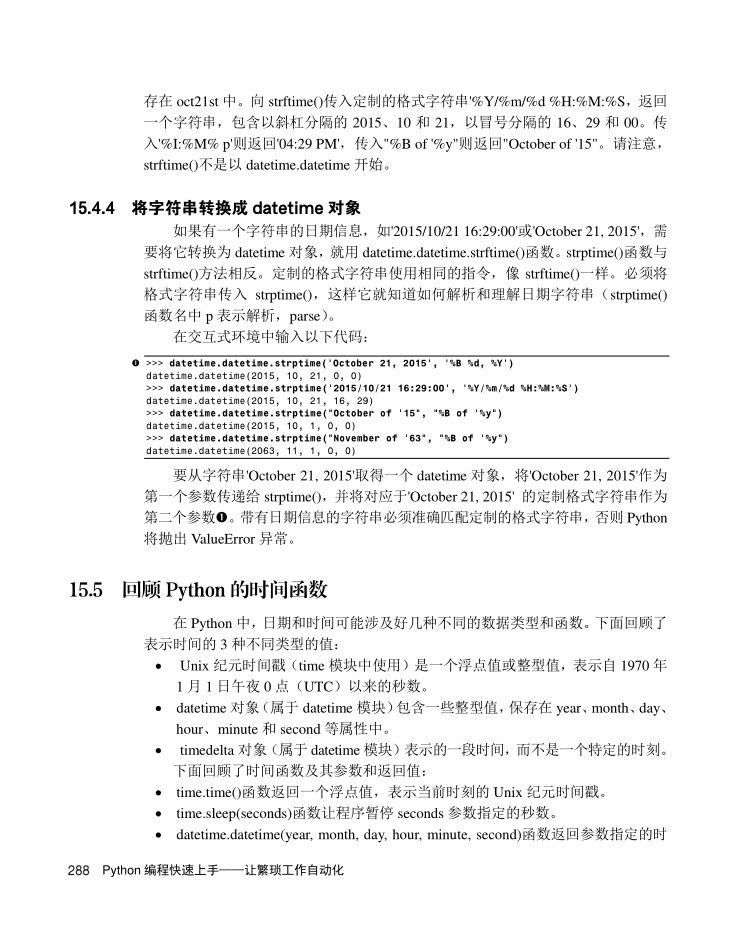 存在 oct21st 中。向 strftime()传入定制的格式字符串'%Y/%m/%d %H:%M:%S，返回
一个字符串，包含以斜杠分隔的 2015、10 和 21，以冒号分隔的 16、29 和 00。传
入'%I:%M% p'则返回'04:29 PM'，传入"%B of '%y"则返回"October of '15"。请注意，
strftime()不是以 datetime.datetime 开始。
15.4.4 将字符串转换成 datetime 对象
如果有一个字符串的日期信息，如'2015/10/21 16:29:00'或'October 21, 2015'，需
要将它转换为 datetime 对象，就用 datetime.datetime.strftime()函数。strptime()函数与
strftime()方法相反。定制的格式字符串使用相同的指令，像 strftime()一样。必须将
格式字符串传入 strptime()，这样它就知道如何解析和理解日期字符串（strptime()
函数名中 p 表示解析，parse）。
在交互式环境中输入以下代码：
❶ >>> datetime.datetime.strptime('October 21, 2015', '%B %d, %Y')
datetime.datetime(2015, 10, 21, 0, 0)
>>> datetime.datetime.strptime('2015/10/21 16:29:00', '%Y/%m/%d %H:%M:%S')
datetime.datetime(2015, 10, 21, 16, 29)
>>> datetime.datetime.strptime("October of '15", "%B of '%y")
datetime.datetime(2015, 10, 1, 0, 0)
>>> datetime.datetime.strptime("November of '63", "%B of '%y")
datetime.datetime(2063, 11, 1, 0, 0)
要从字符串'October 21, 2015'取得一个 datetime 对象，将'October 21, 2015'作为
第一个参数传递给 strptime()，并将对应于'October 21, 2015' 的定制格式字符串作为
第二个参数❶。带有日期信息的字符串必须准确匹配定制的格式字符串，否则 Python
将抛出 ValueError 异常。
15.5 回顾 Python 的时间函数
在 Python 中，日期和时间可能涉及好几种不同的数据类型和函数。下面回顾了
表示时间的 3 种不同类型的值：
• Unix 纪元时间戳（time 模块中使用）是一个浮点值或整型值，表示自 1970 年
1 月 1 日午夜 0 点（UTC）以来的秒数。
• datetime 对象（属于 datetime 模块）包含一些整型值，保存在 year、month、day、
hour、minute 和 second 等属性中。
• timedelta 对象（属于 datetime 模块）表示的一段时间，而不是一个特定的时刻。
下面回顾了时间函数及其参数和返回值：
• time.time()函数返回一个浮点值，表示当前时刻的 Unix 纪元时间戳。
• time.sleep(seconds)函数让程序暂停 seconds 参数指定的秒数。
• datetime.datetime(year, month, day, hour, minute, second)函数返回参数指定的时
288 Python 编程快速上手——让繁琐工作自动化